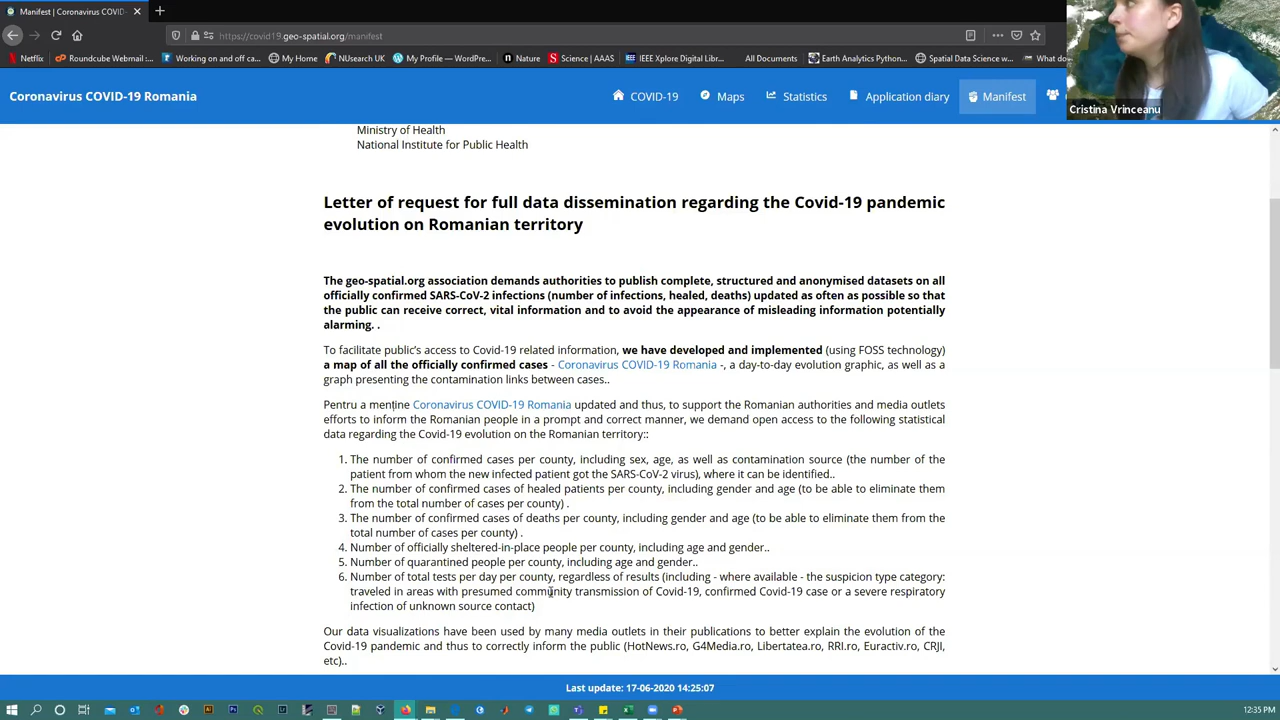 Manifest | Coronavirus COVID-
https://covid19.geo-spatial.org/manifest
Netflix
Roundcube Webmail :...
Working on and off ca...
My Home
NUsearch UK
My Profile — WordPre...
Nature
Science | AAAS
IEEE Xplore Digital Libr...
All Documents
Earth Analytics Python...
Spatial Data Science w...
What dow
Coronavirus COVID-19 Romania
COVID-19
Maps
Statistics
Application diary
Manifest
Cristina Vrinceanu
Ministry of Health
National Institute for Public Health
Letter of request for full data dissemination regarding the Covid-19 pandemic
evolution on Romanian territory
The geo-spatial.org association demands authorities to publish complete, structured and anonymised datasets on all
officially confirmed SARS-CoV-2 infections (number of infections, healed, deaths) updated as often as possible so that
the public can receive correct, vital information and to avoid the appearance of misleading information potentially
alarming. .
To facilitate public's access to Covid-19 related information, we have developed and implemented (using FOSS technology)
a map of all the officially confirmed cases - Coronavirus COVID-19 Romania -, a day-to-day evolution graphic, as well as a
graph presenting the contamination links between cases..
Pentru a menține Coronavirus COVID-19 Romania updated and thus, to support the Romanian authorities and media outlets
efforts to inform the Romanian people in a prompt and correct manner, we demand open access to the following statistical
data regarding the Covid-19 evolution on the Romanian territory::
1. The number of confirmed cases per county, including sex, age, as well as contamination source (the number of the
patient from whom the new infected patient got the SARS-CoV-2 virus), where it can be identified..
2. The number of confirmed cases of healed patients per county, including gender and age (to be able to eliminate them
from the total number of cases per county) .
3. The number of confirmed cases of deaths per county, including gender and age (to be able to eliminate them from the
total number of cases per county) .
4. Number of officially sheltered-in-place people per county, including age and gender..
5. Number of quarantined people per county, including age and gender..
6. Number of total tests per day per county, regardless of results (including - where available - the suspicion type category:
traveled in areas with presumed community transmission of Covid-19, confirmed Covid-19 case or a severe respiratory
infection of unknown source contact)
Our data visualizations have been used by many media outlets in their publications to better explain the evolution of the
Covid-19 pandemic and thus to correctly inform the public (HotNews.ro, G4Media.ro, Libertatea.ro, RRI.ro, Euractiv.ro, CRJI,
etc)..
Last update: 17-06-2020 14:25:07
12:35 PM